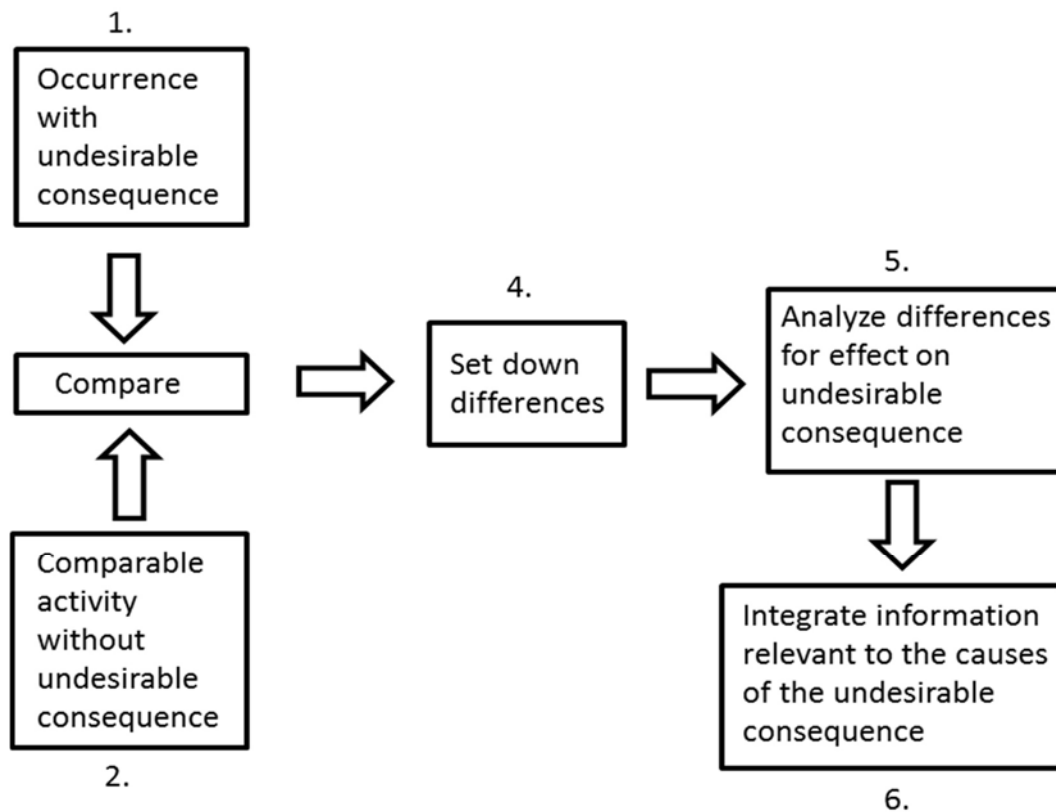 1.
Occurrence
with
undesirable
consequence
Compare
Comparable
activity
without
undesirable
consequence
2.
4.
Set down
differences
5.
Analyze differences
for effect on
undesirable
consequence
Integrate information
relevant to the causes
of the undesirable
consequence
6.